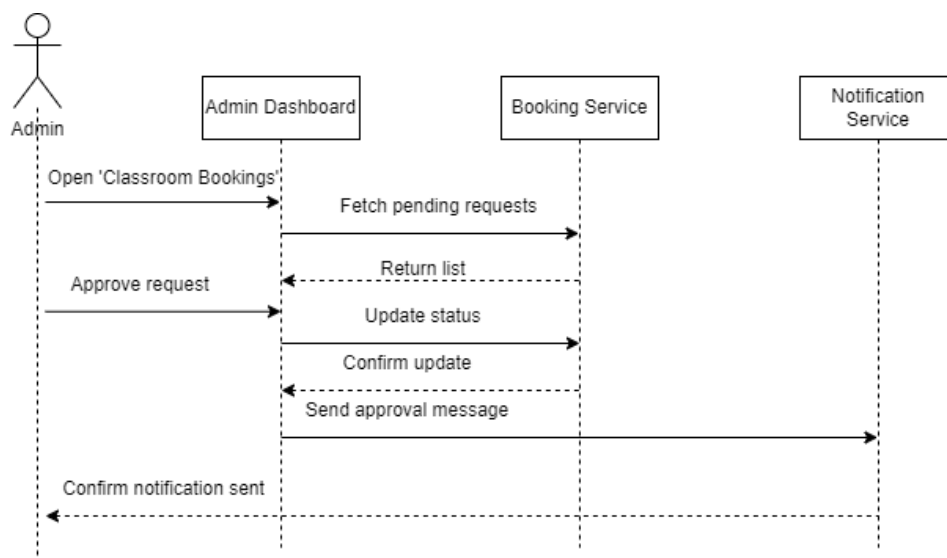 Admin
Admin Dashboard
Booking Service
Notification
Service
Open 'Classroom Bookings'
Fetch pending requests
Return list
Approve request
Update status
Confirm update
Send approval message
Confirm notification sent